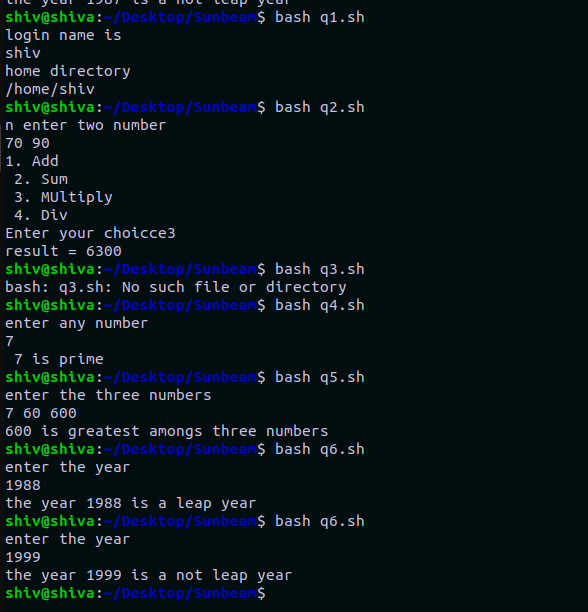 the year 1987 is a not leap year
shiv@shiva:~/Desktop/Sunbeam$ bash q1.sh
login name is
shiv
home directory
/home/shiv
shiv@shiva:~/Desktop/Sunbeam$ bash q2.sh
n enter two number
70 90
1. Add
 2. Sum
 3. MUltiply
 4. Div
Enter your choicce3
result = 6300
shiv@shiva:~/Desktop/Sunbeam$ bash q3.sh
bash: q3.sh: No such file or directory
shiv@shiva:~/Desktop/Sunbeam$ bash q4.sh
enter any number
7
 7 is prime
shiv@shiva:~/Desktop/Sunbeam$ bash q5.sh
enter the three numbers
7 60 600
600 is greatest amongs three numbers
shiv@shiva:~/Desktop/Sunbeam$ bash q6.sh
enter the year
1988
the year 1988 is a leap year
shiv@shiva:~/Desktop/Sunbeam$ bash q6.sh
enter the year
1999
the year 1999 is a not leap year
shiv@shiva:~/Desktop/Sunbeam$